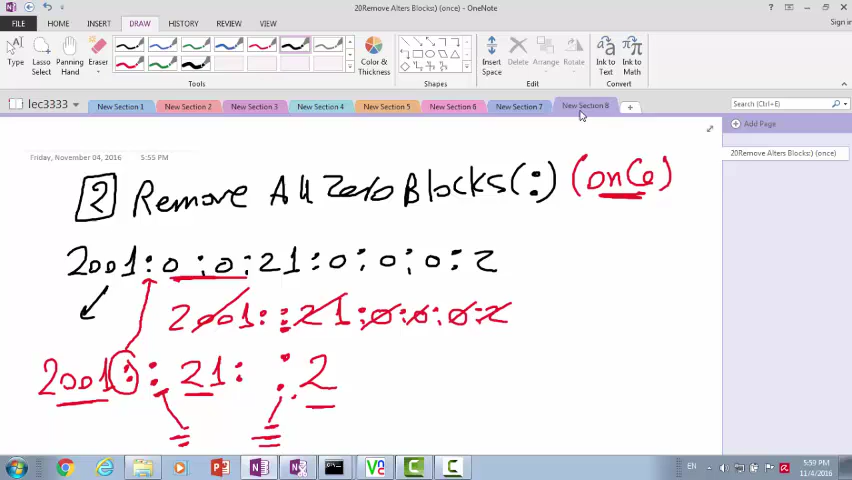 20Remove Alters Blocks:) (once) - OneNote
FILE HOME INSERT DRAW HISTORY REVIEW VIEW
Sign in
Type Lasso Select Panning Hand Eraser Color & Thickness Insert Space Delete Arrange Rotate Ink to Text Ink to Math
Tools Shapes Edit Convert
lec3333 New Section 1 New Section 2 New Section 3 New Section 4 New Section 5 New Section 6 New Section 7 New Section 8 Search (Ctrl+E)
Add Page
20Remove Alters Blocks:) (once)
Friday, November 04, 2016 5:55 PM
2 Remove All Zero Blocks(:) (once)
2001:0:0:21:0:0:0:2
2001::21:0:0:0:2
2001::21: :2
EN 5:59 PM
11/4/2016